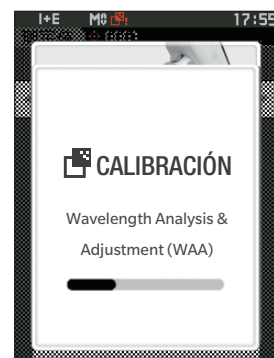 I+E
17:55
CALIBRACIÓN
Wavelength Analysis &
Adjustment (WAA)